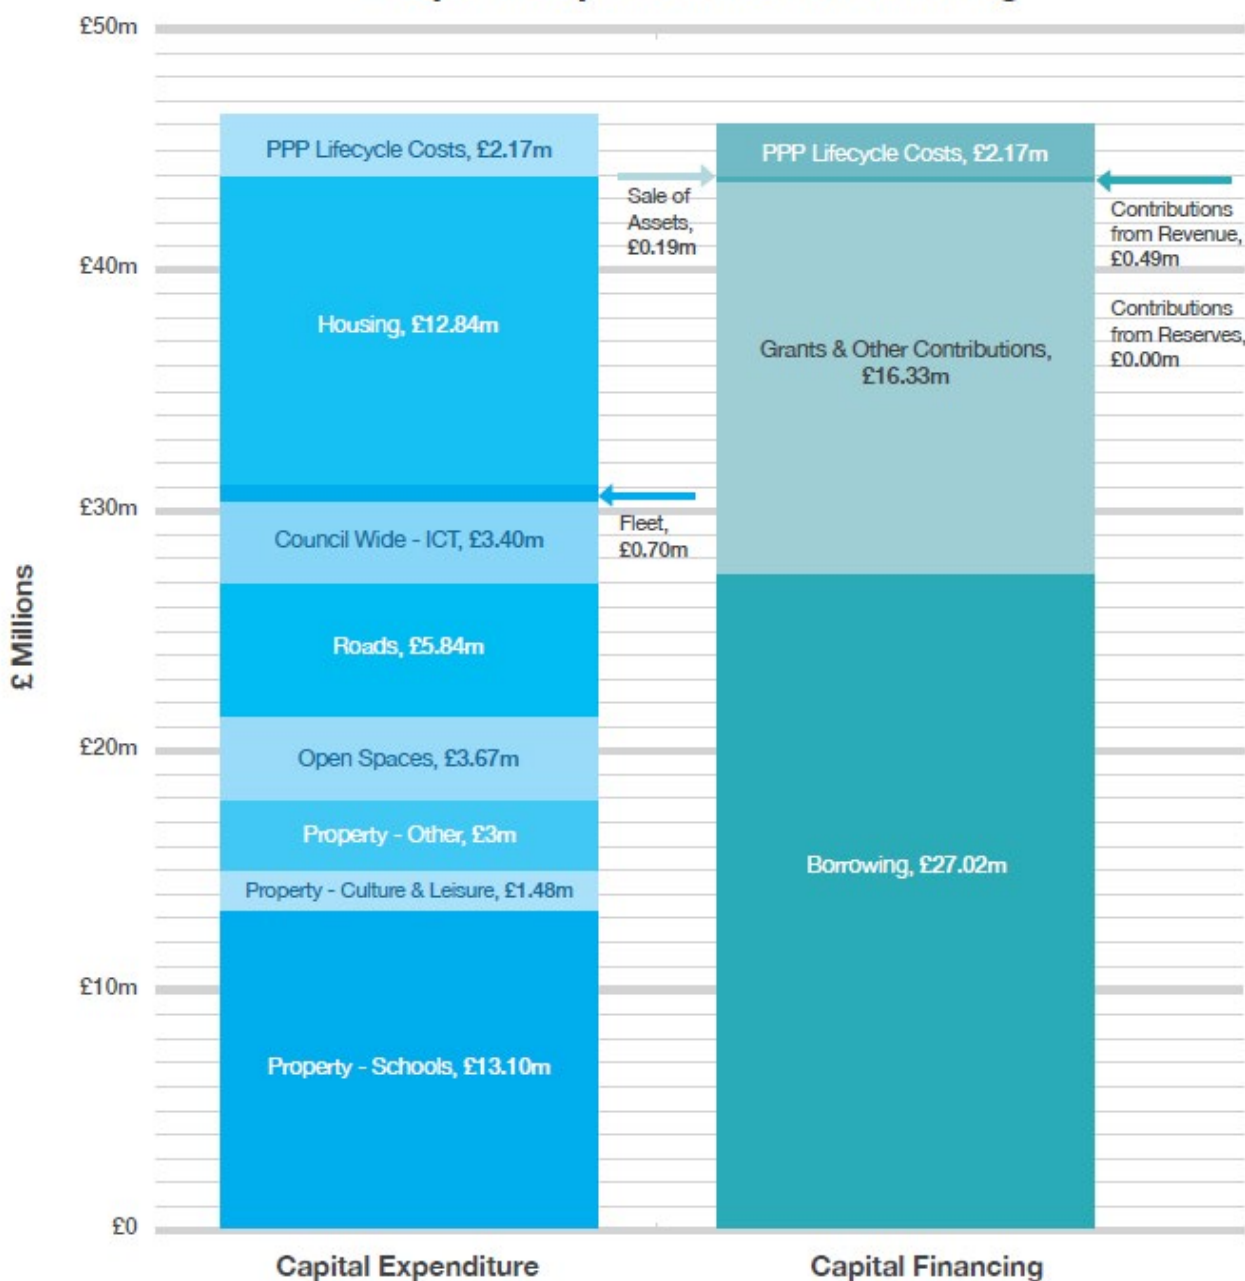 £50m
£40m
£30m
£20m
£10m
£0
£ Millions
PPP Lifecycle Costs, £2.17m
Housing, £12.84m
Council Wide - ICT, £3.40m
Roads, £5.84m
Open Spaces, £3.67m
Property - Other, £3m
Property - Culture & Leisure, £1.48m
Property - Schools, £13.10m
Sale of
Assets,
£0.19m
Fleet,
£0.70m
PPP Lifecycle Costs, £2.17m
Grants & Other Contributions,
£16.33m
Borrowing, £27.02m
Contributions
from Revenue,
£0.49m
Contributions
from Reserves,
£0.00m
Capital Expenditure
Capital Financing